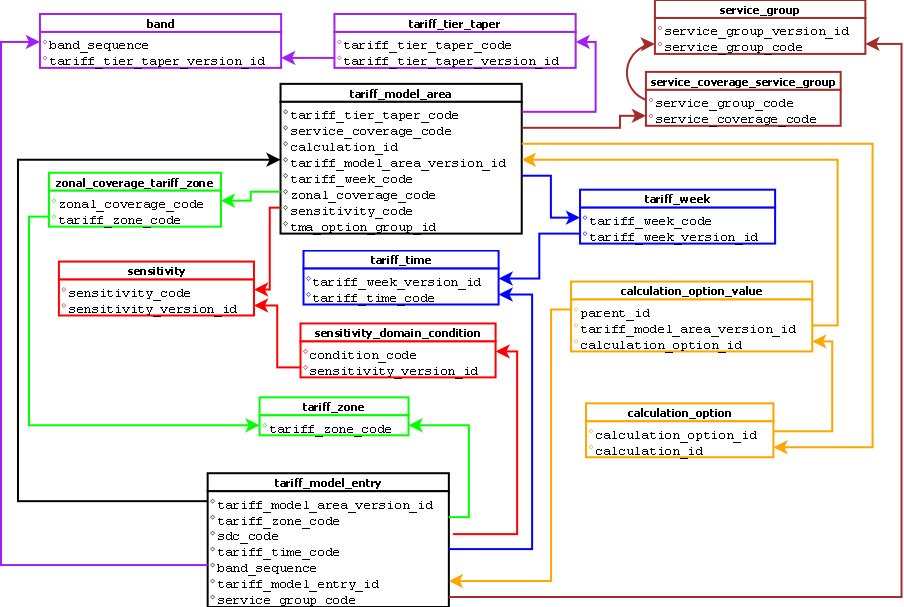 band
band_sequence
tariff_tier_taper_version_id
tariff_tier_taper
tariff_tier_taper_code
tariff_tier_taper_version_id
service_group
service_group_version_id
service_group_code
service_coverage_service_group
service_group_code
service_coverage_code
tariff_model_area
tariff_tier_taper_code
service_coverage_code
calculation_id
tariff_model_area_version_id
tariff_week_code
zonal_coverage_code
sensitivity_code
tma_option_group_id
zonal_coverage_tariff_zone
zonal_coverage_code
tariff_zone_code
tariff_week
tariff_week_code
tariff_week_version_id
sensitivity
sensitivity_code
sensitivity_version_id
tariff_time
tariff_week_version_id
tariff_time_code
calculation_option_value
parent_id
tariff_model_area_version_id
calculation_option_id
sensitivity_domain_condition
condition_code
sensitivity_version_id
tariff_zone
tariff_zone_code
calculation_option
calculation_option_id
calculation_id
tariff_model_entry
tariff_model_area_version_id
tariff_zone_code
sdc_code
tariff_time_code
band_sequence
tariff_model_entry_id
service_group_code